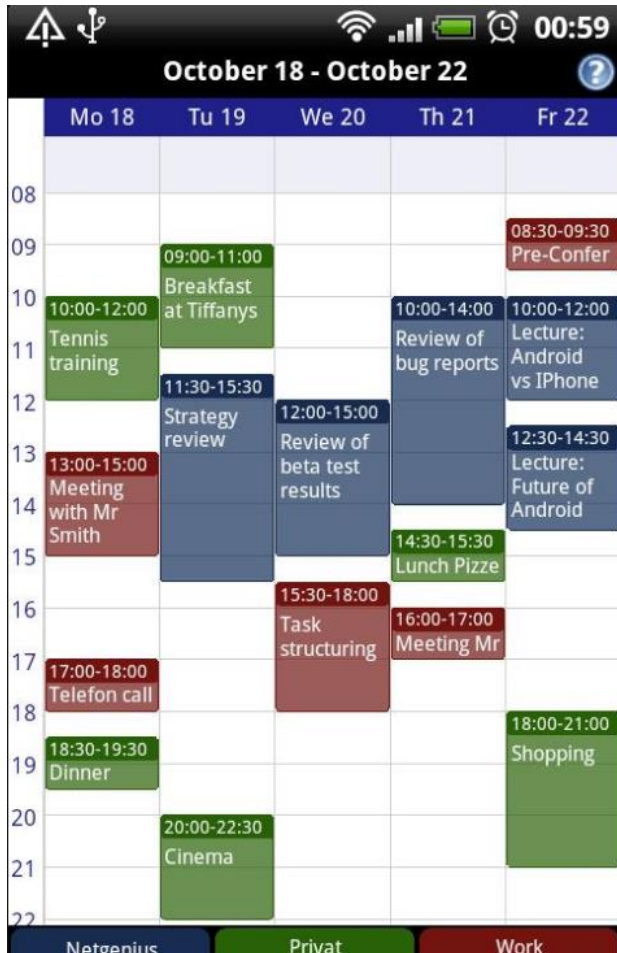 00:59
October 18 - October 22
?
Mo 18 Tu 19 We 20 Th 21 Fr 22
08
09
10
11
12
13
14
15
16
17
18
19
20
21
22
10:00-12:00
Tennis
training
13:00-15:00
Meeting
with Mr
Smith
17:00-18:00
Telefon call
18:30-19:30
Dinner
09:00-11:00
Breakfast
at Tiffanys
11:30-15:30
Strategy
review
20:00-22:30
Cinema
12:00-15:00
Review of
beta test
results
15:30-18:00
Task
structuring
10:00-14:00
Review of
bug reports
14:30-15:30
Lunch Pizze
16:00-17:00
Meeting Mr
08:30-09:30
Pre-Confer
10:00-12:00
Lecture:
Android
vs IPhone
12:30-14:30
Lecture:
Future of
Android
18:00-21:00
Shopping
Netgenius Privat Work